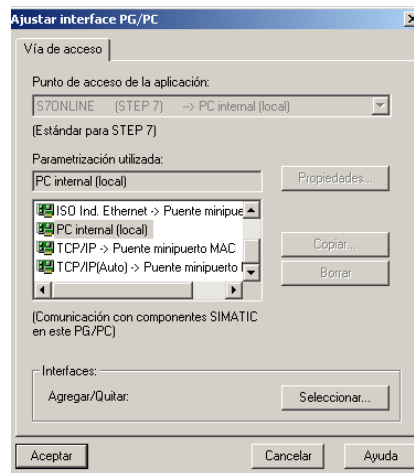 Ajustar interface PG/PC
Vía de acceso
Punto de acceso de la aplicación:
S7ONLINE (STEP 7) --> PC internal (local)
(Estándar para STEP 7)
Parametrización utilizada:
PC internal (local)
Propiedades...
ISO Ind. Ethernet -> Puente minipue
PC internal (local)
TCP/IP -> Puente minipuerto MAC
TCP/IP(Auto) -> Puente minipuerto
Copiar...
Borrar
(Comunicación con componentes SIMATIC
en este PG/PC)
Interfaces:
Agregar/Quitar:
Seleccionar...
Aceptar
Cancelar
Ayuda